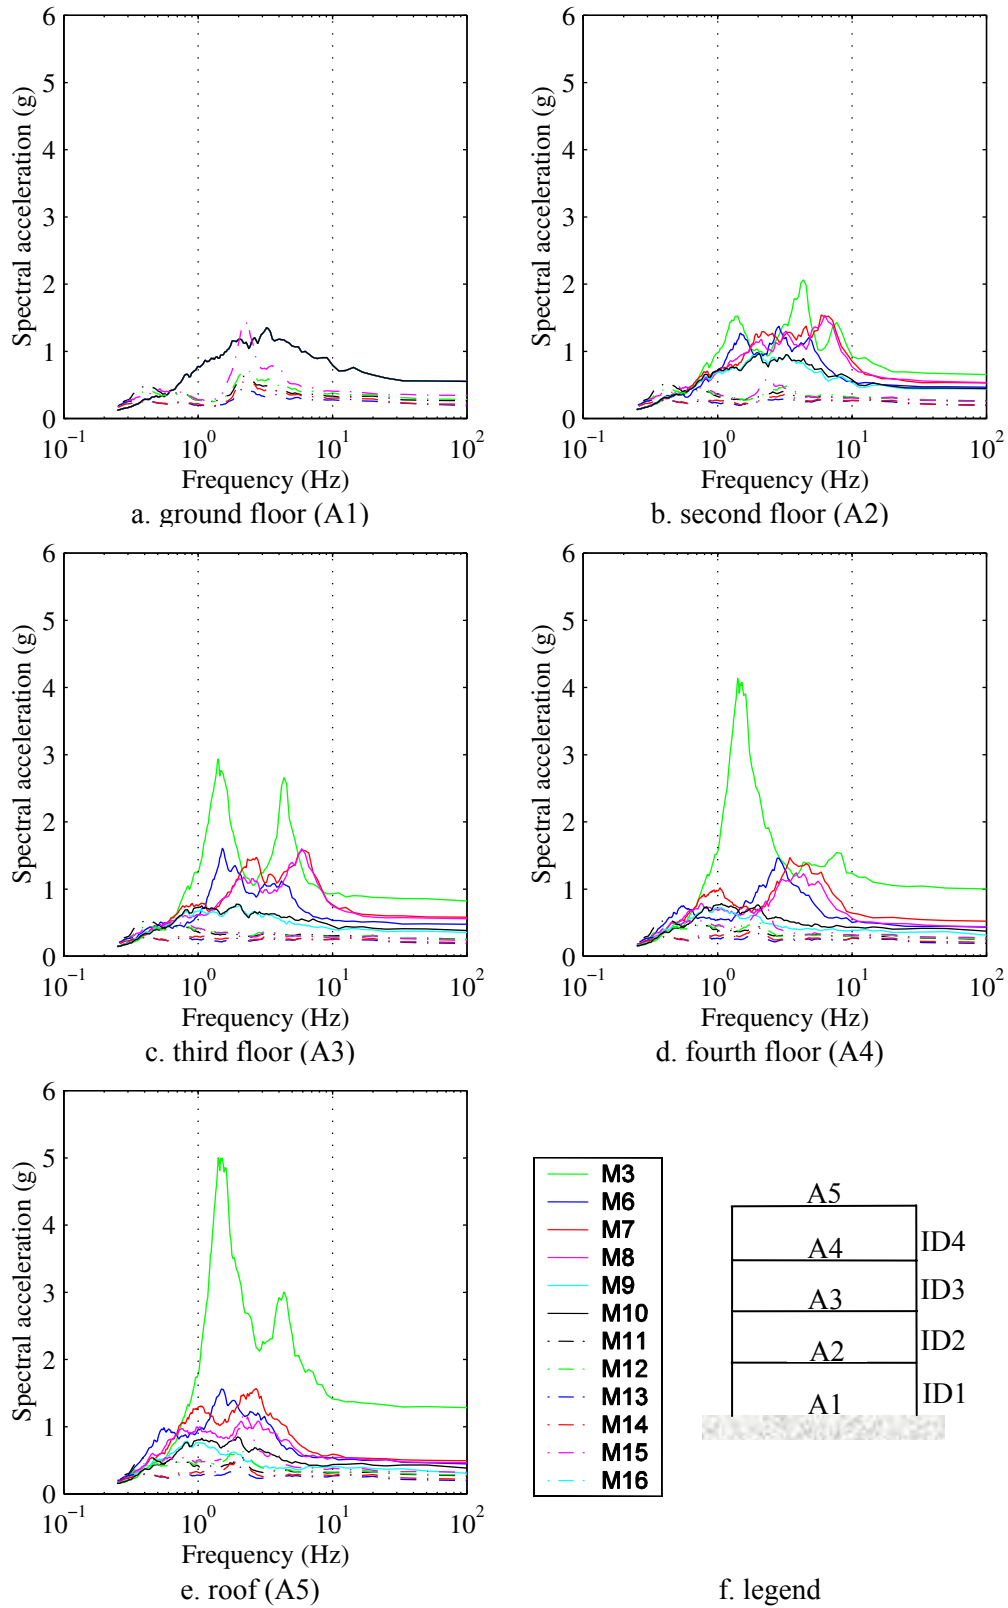 6
5
4
3
2
1
0
Spectral acceleration (g)
10^-1 10^0 10^1 10^2
Frequency (Hz)
a. ground floor (A1)
6
5
4
3
2
1
0
Spectral acceleration (g)
10^-1 10^0 10^1 10^2
Frequency (Hz)
b. second floor (A2)
6
5
4
3
2
1
0
Spectral acceleration (g)
10^-1 10^0 10^1 10^2
Frequency (Hz)
c. third floor (A3)
6
5
4
3
2
1
0
Spectral acceleration (g)
10^-1 10^0 10^1 10^2
Frequency (Hz)
d. fourth floor (A4)
6
5
4
3
2
1
0
Spectral acceleration (g)
10^-1 10^0 10^1 10^2
Frequency (Hz)
e. roof (A5)
M3
M6
M7
M8
M9
M10
M11
M12
M13
M14
M15
M16
A5
A4 ID4
A3 ID3
A2 ID2
A1 ID1
f. legend